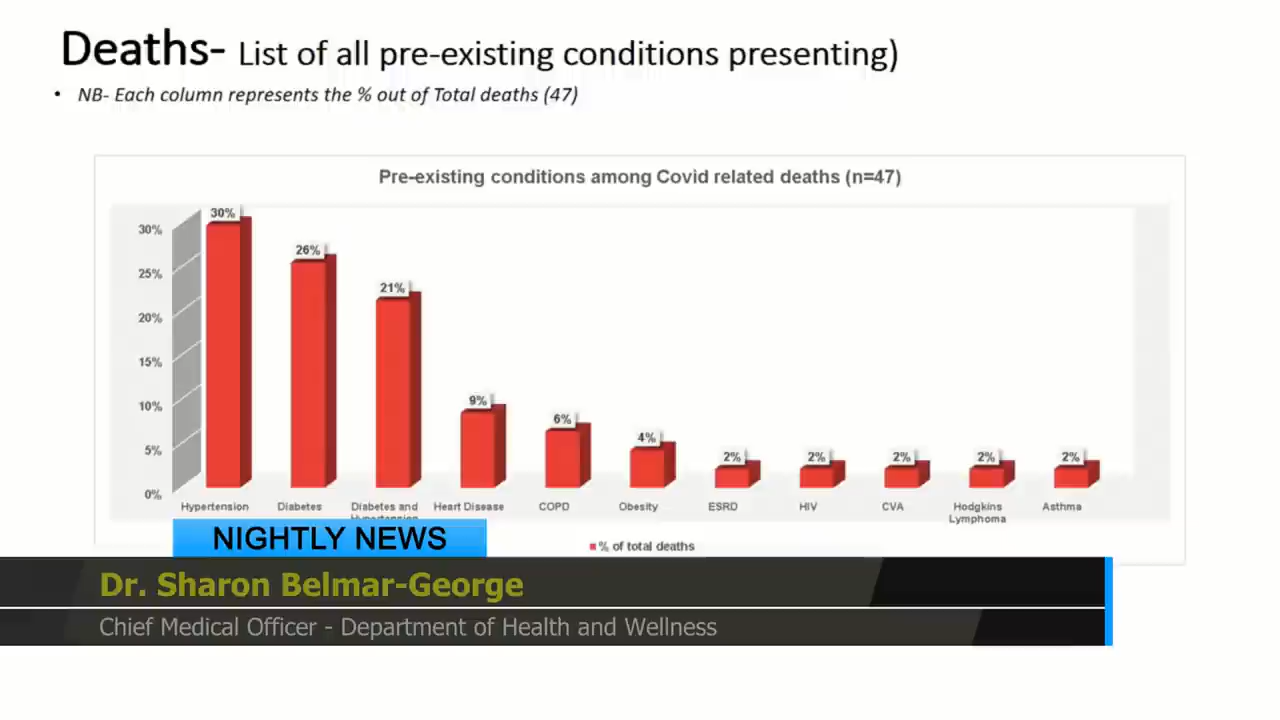 Deaths- List of all pre-existing conditions presenting)
• NB- Each column represents the % out of Total deaths (47)
Pre-existing conditions among Covid related deaths (n=47)
30%
25%
20%
15%
10%
5%
0%
30%
26%
21%
9%
6%
4%
2%
2%
2%
2%
2%
Hypertension
Diabetes
Diabetes and
Hypertension
Heart Disease
COPD
Obesity
ESRD
HIV
CVA
Hodgkins
Lymphoma
Asthma
% of total deaths
NIGHTLY NEWS
Dr. Sharon Belmar-George
Chief Medical Officer - Department of Health and Wellness